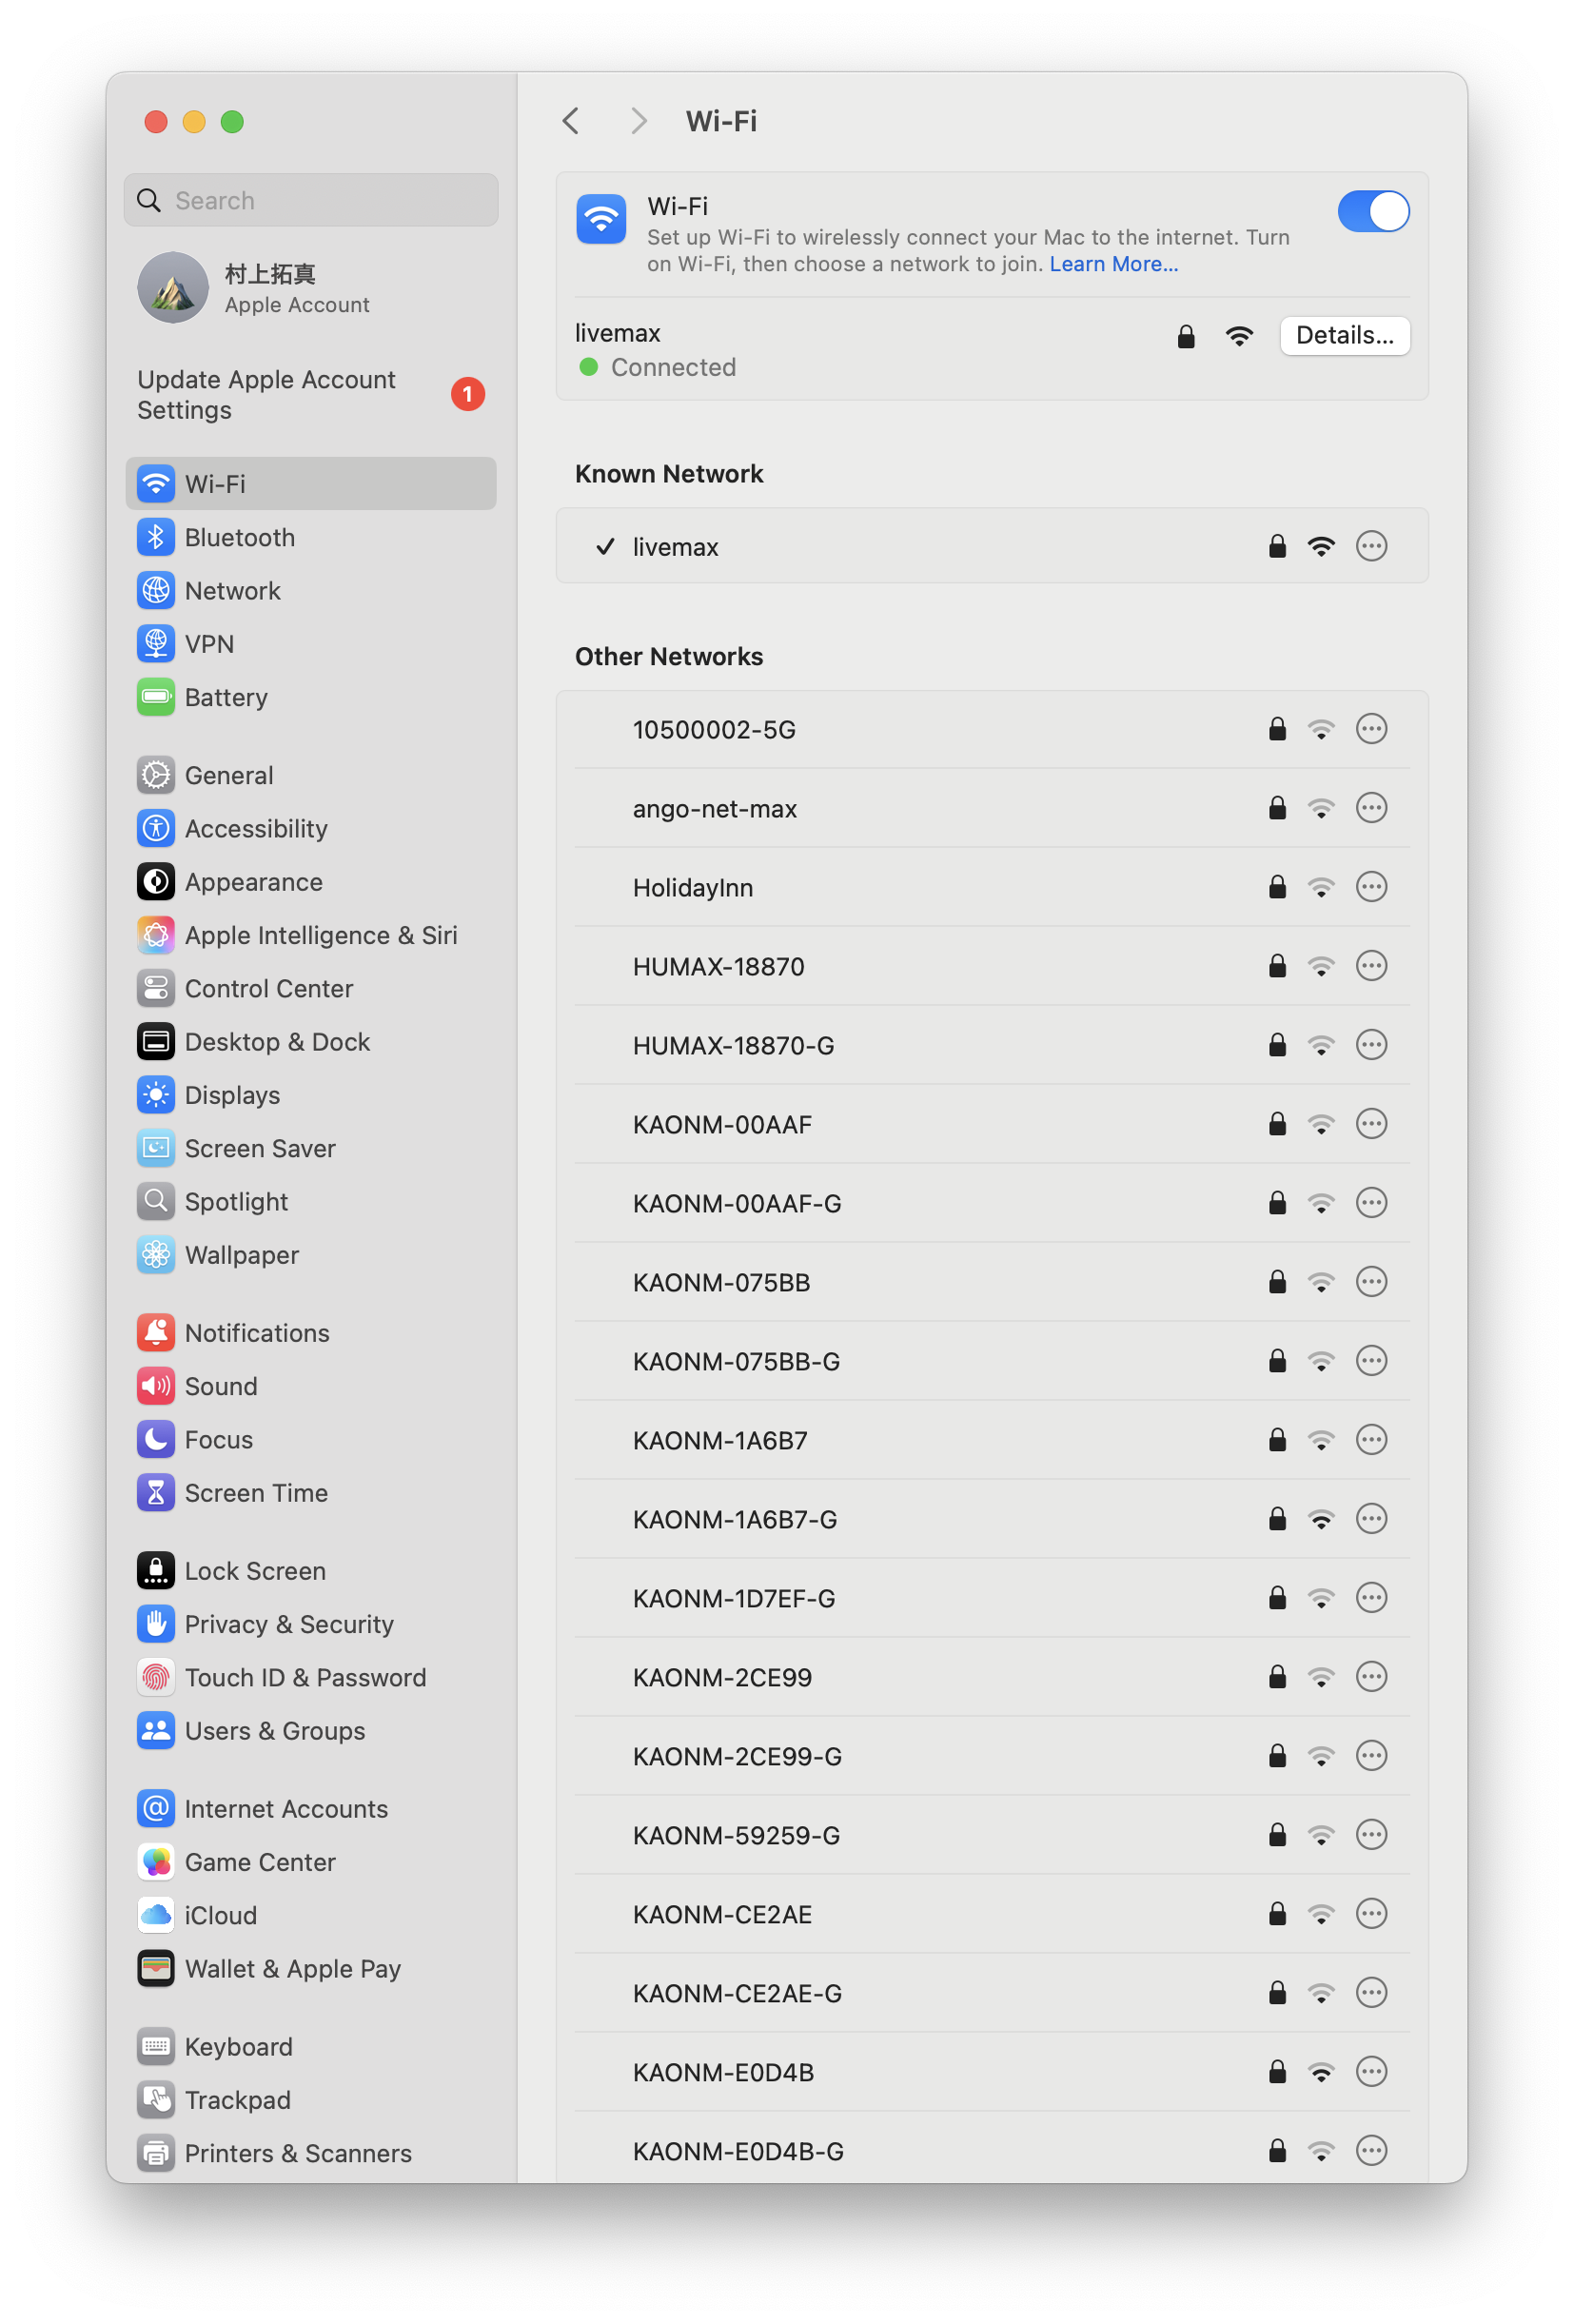 Search
村上拓真
Apple Account
Update Apple Account
Settings
1
Wi-Fi
Bluetooth
Network
VPN
Battery
General
Accessibility
Appearance
Apple Intelligence & Siri
Control Center
Desktop & Dock
Displays
Screen Saver
Spotlight
Wallpaper
Notifications
Sound
Focus
Screen Time
Lock Screen
Privacy & Security
Touch ID & Password
Users & Groups
Internet Accounts
Game Center
iCloud
Wallet & Apple Pay
Keyboard
Trackpad
Printers & Scanners
Wi-Fi
Wi-Fi
Set up Wi-Fi to wirelessly connect your Mac to the internet. Turn
on Wi-Fi, then choose a network to join. Learn More...
livemax
Connected
Details...
Known Network
livemax
Other Networks
10500002-5G
ango-net-max
HolidayInn
HUMAX-18870
HUMAX-18870-G
KAONM-00AAF
KAONM-00AAF-G
KAONM-075BB
KAONM-075BB-G
KAONM-1A6B7
KAONM-1A6B7-G
KAONM-1D7EF-G
KAONM-2CE99
KAONM-2CE99-G
KAONM-59259-G
KAONM-CE2AE
KAONM-CE2AE-G
KAONM-E0D4B
KAONM-E0D4B-G